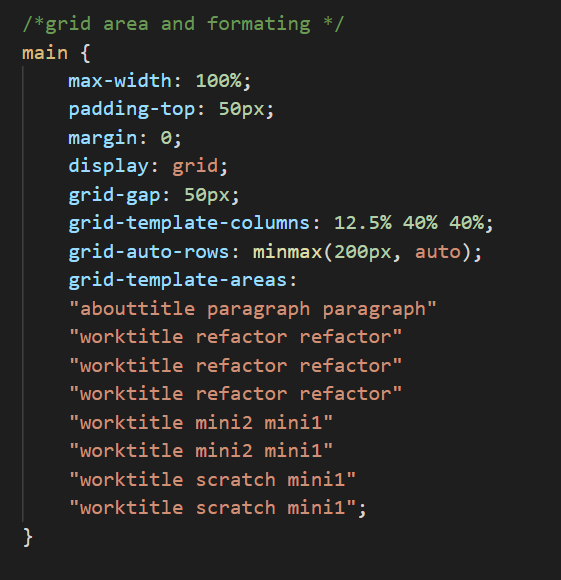 /*grid area and formating */
main {
    max-width: 100%;
    padding-top: 50px;
    margin: 0;
    display: grid;
    grid-gap: 50px;
    grid-template-columns: 12.5% 40% 40%;
    grid-auto-rows: minmax(200px, auto);
    grid-template-areas:
    "abouttitle paragraph paragraph"
    "worktitle refactor refactor"
    "worktitle refactor refactor"
    "worktitle refactor refactor"
    "worktitle mini2 mini1"
    "worktitle mini2 mini1"
    "worktitle scratch mini1"
    "worktitle scratch mini1";
}